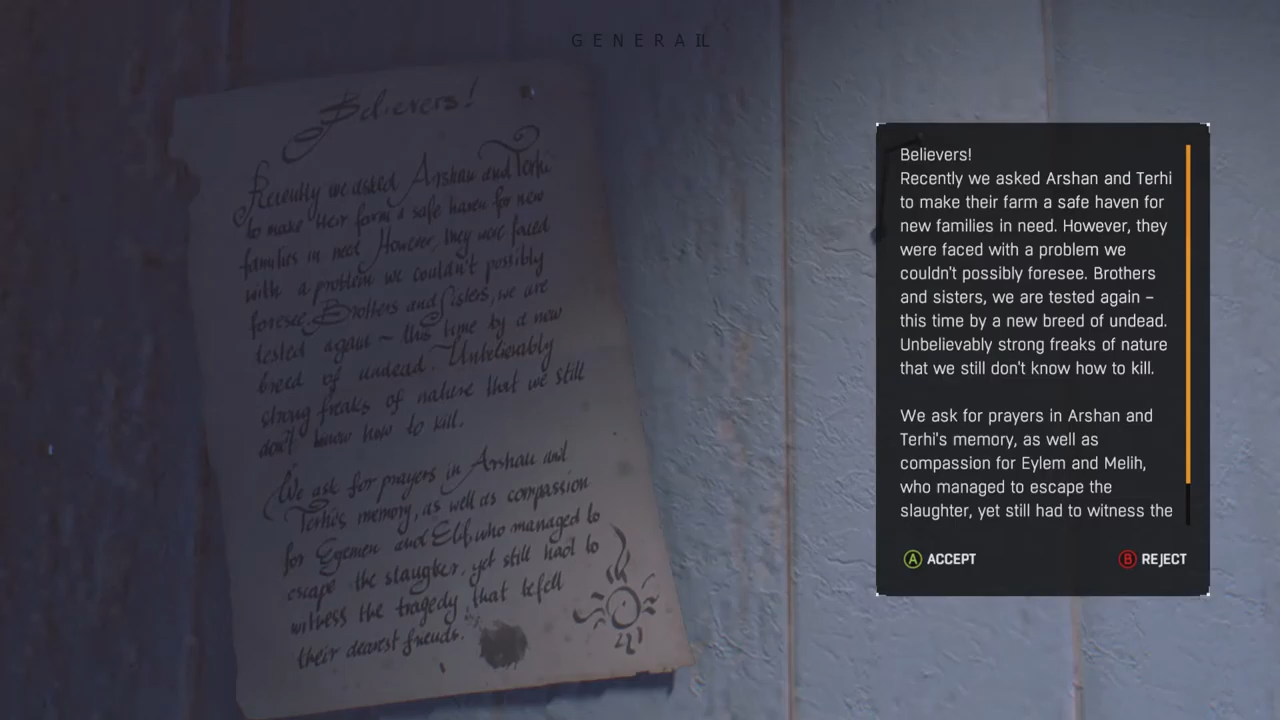 GENERAIL
Believers!
Recently we asked Arshan and Terhi
to make their farm a safe haven for new
families in need. However, they were faced
with a problem we couldn't possibly
foresee. Brothers and Sisters, we are
tested again ~ this time by a new
breed of undead. Unbelievably
strong freaks of nature that we still
don't know how to kill.
We ask for prayers in Arshan and
Terhi's memory, as well as compassion
for Egemen and Elif, who managed to
escape the slaugher, yet still had to
witness the tragedy that befell
their dearest friends.
Believers!
Recently we asked Arshan and Terhi
to make their farm a safe haven for
new families in need. However, they
were faced with a problem we
couldn't possibly foresee. Brothers
and sisters, we are tested again –
this time by a new breed of undead.
Unbelievably strong freaks of nature
that we still don't know how to kill.
We ask for prayers in Arshan and
Terhi's memory, as well as
compassion for Eylem and Melih,
who managed to escape the
slaughter, yet still had to witness the
A ACCEPT
B REJECT